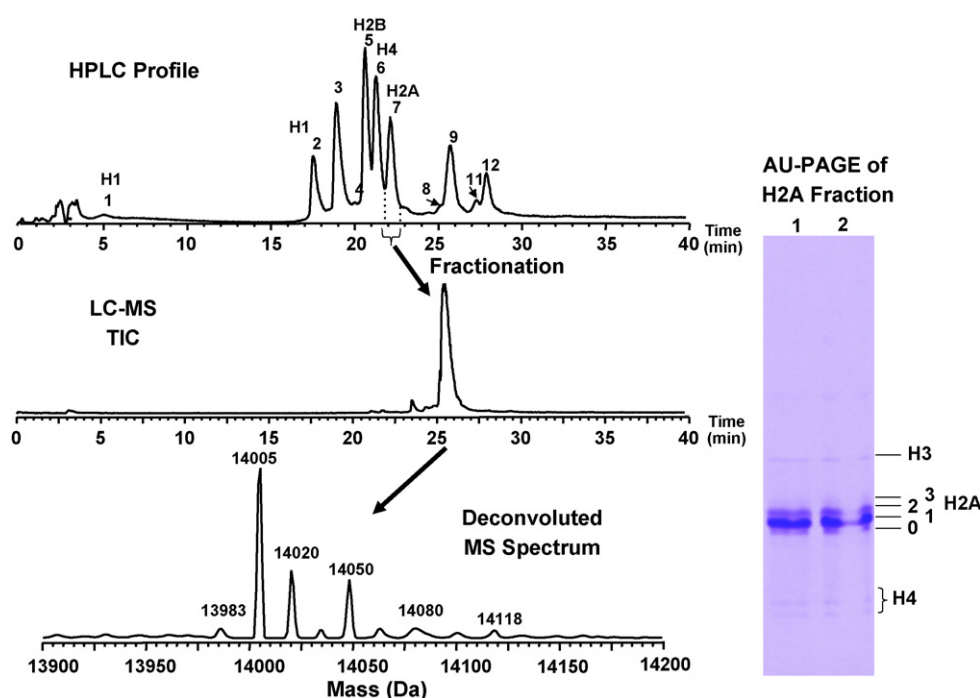 HPLC Profile
H1
1
H1
2
3
4
H2B
5
H4
6
H2A
7
8
9
11
12
0 5 10 15 20 25 30 35 40
Time
(min)
Fractionation
LC-MS
TIC
0 5 10 15 20 25 30 35 40
Time
(min)
Deconvoluted
MS Spectrum
13983
14005
14020
14050
14080
14118
13900 13950 14000 14050 14100 14150 14200
Mass (Da)
AU-PAGE of
H2A Fraction
1 2
H3
3
2
1
0
H2A
H4